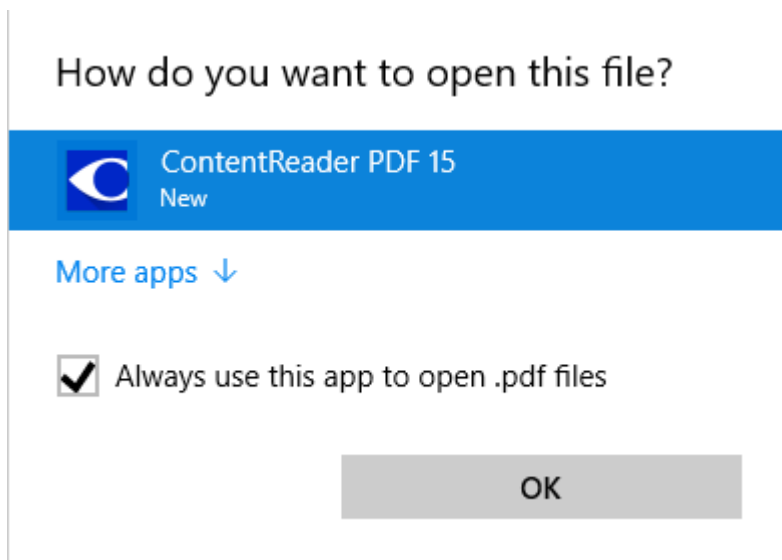 How do you want to open this file?
ContentReader PDF 15
New
More apps ↓
Always use this app to open .pdf files
OK